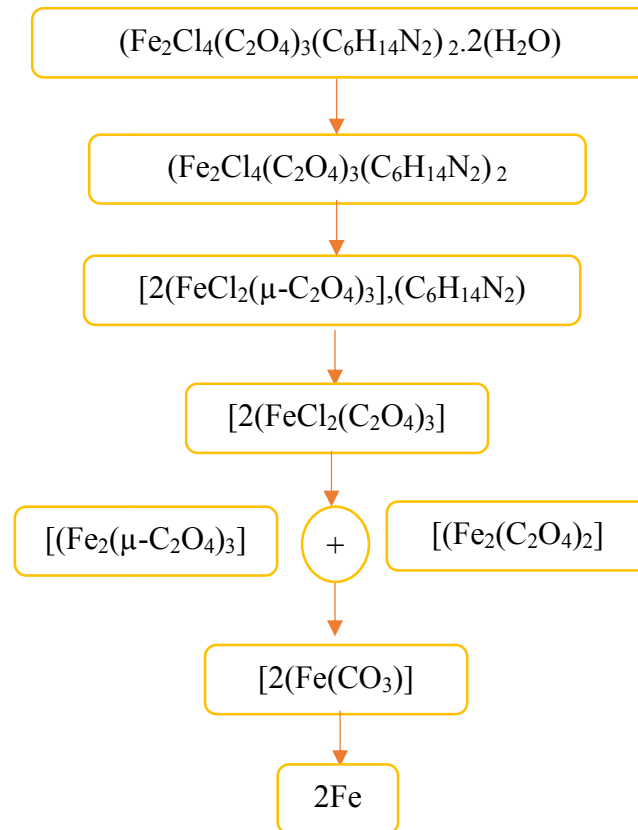 (Fe₂Cl₄(C₂O₄)₃(C₆H₁₄N₂) ₂.2(H₂O)
(Fe₂Cl₄(C₂O₄)₃(C₆H₁₄N₂) ₂
[2(FeCl₂(µ-C₂O₄)₃],(C₆H₁₄N₂)
[2(FeCl₂(C₂O₄)₃]
[(Fe₂(µ-C₂O₄)₃] + [(Fe₂(C₂O₄)₂]
[2(Fe(CO₃)]
2Fe